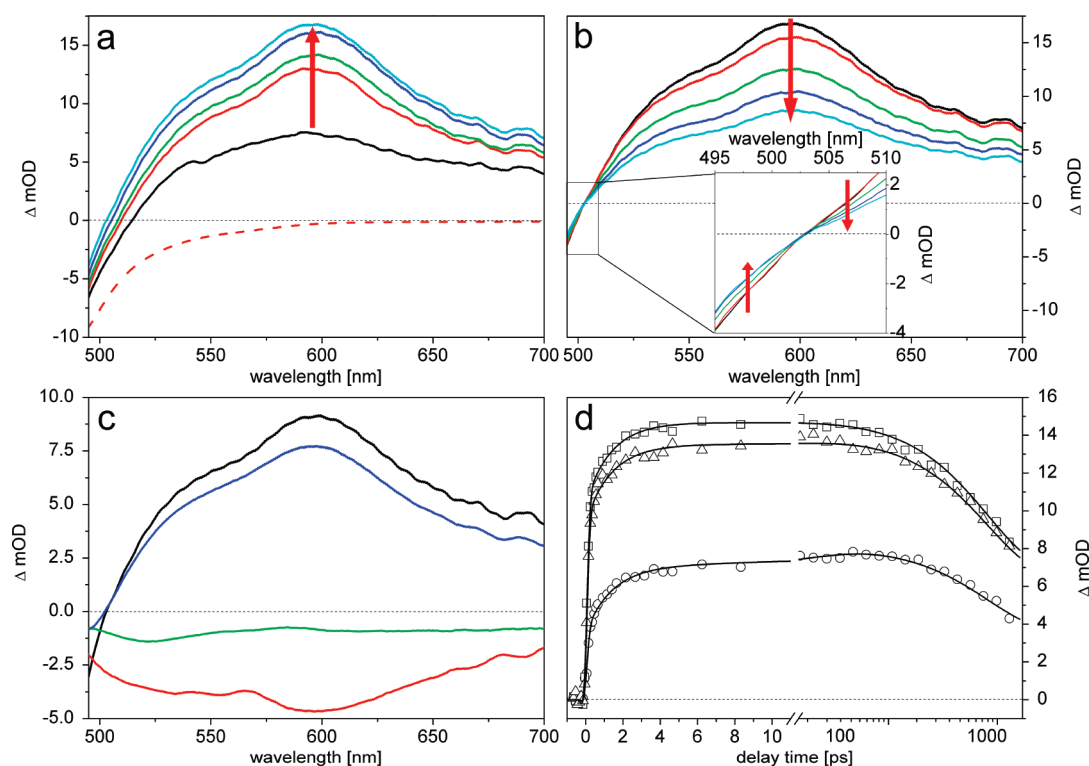 a
15
10
5
0
-5
-10
Δ mOD
500 550 600 650 700
wavelength [nm]
b
15
10
5
0
-5
-10
Δ mOD
500 550 600 650 700
wavelength [nm]
wavelength [nm]
495 500 505 510
2
0
-2
-4
Δ mOD
c
10.0
7.5
5.0
2.5
0.0
-2.5
-5.0
Δ mOD
500 550 600 650 700
wavelength [nm]
d
16
14
12
10
8
6
4
2
0
Δ mOD
0 2 4 6 8 10 100 1000
delay time [ps]